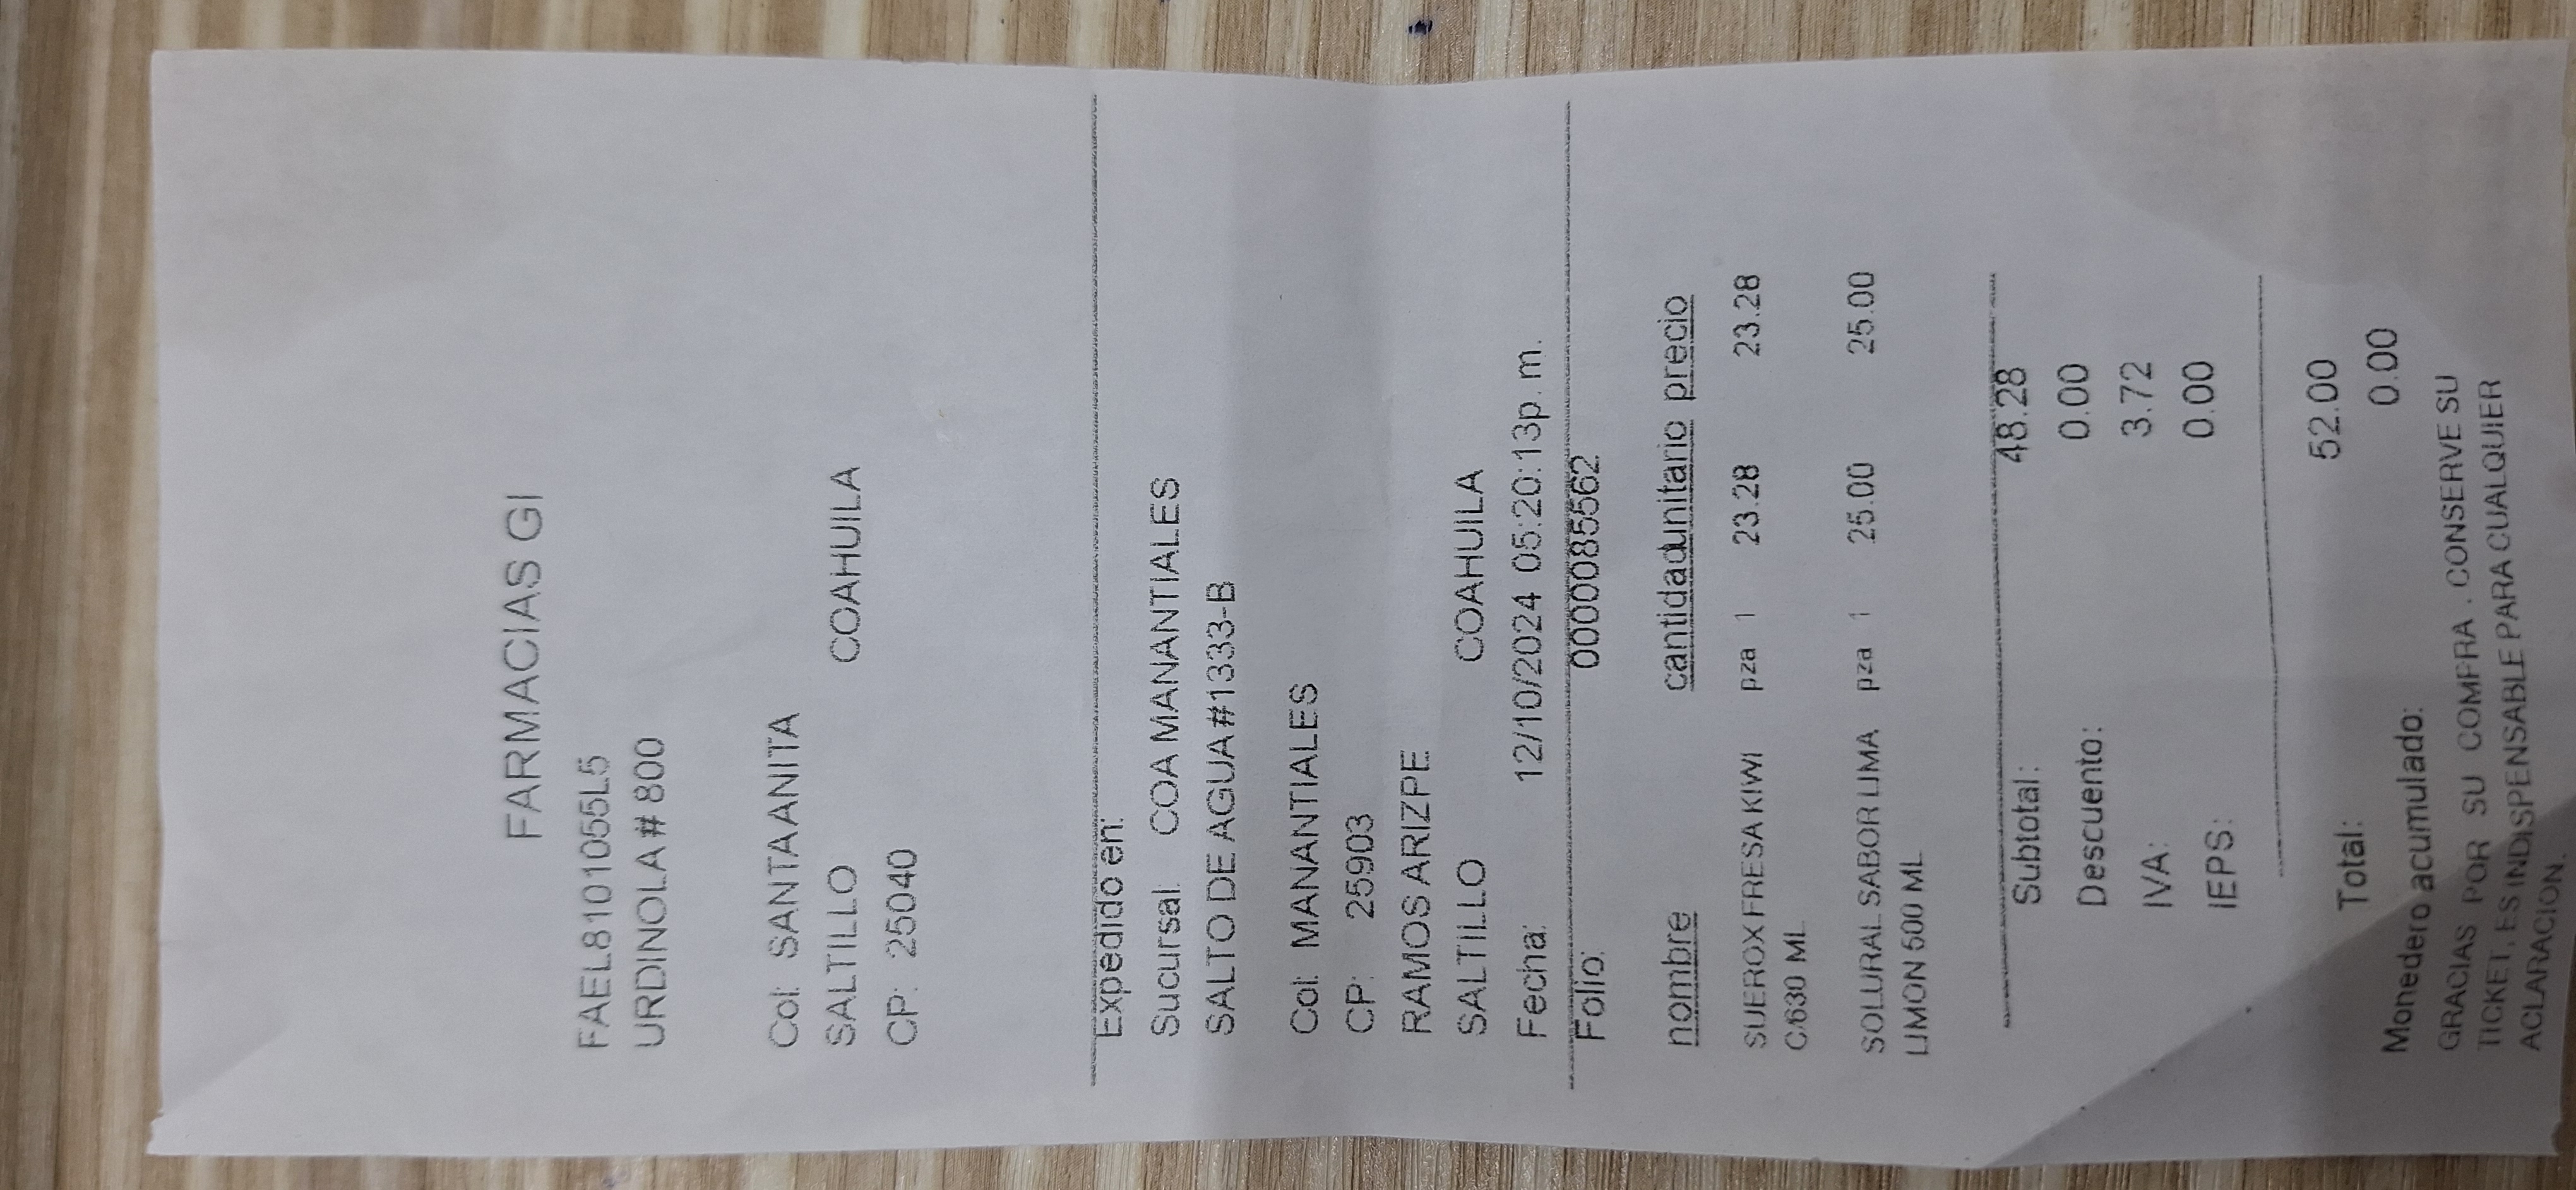 FARMACIAS GI
FAEL8101055L5
URDINOLA # 800
Col: SANTA ANITA
SALTILLO COAHUILA
CP: 25040
Expedido en:
Sucursal: COA MANANTIALES
SALTO DE AGUA #1333-B
Col: MANANTIALES
CP: 25903
RAMOS ARIZPE
SALTILLO COAHUILA
Fecha: 12/10/2024 05:20:13p. m.
Folio: 0000085562
nombre cantidad unitario precio
SUEROX FRESA KIWI pza 1 23.28 23.28
C/630 ML
SOLURAL SABOR LIMA pza 1 25.00 25.00
LIMON 500 ML
Subtotal: 48.28
Descuento: 0.00
IVA: 3.72
IEPS: 0.00
Total: 52.00
Monedero acumulado: 0.00
GRACIAS POR SU COMPRA . CONSERVE SU
TICKET, ES INDISPENSABLE PARA CUALQUIER
ACLARACION.